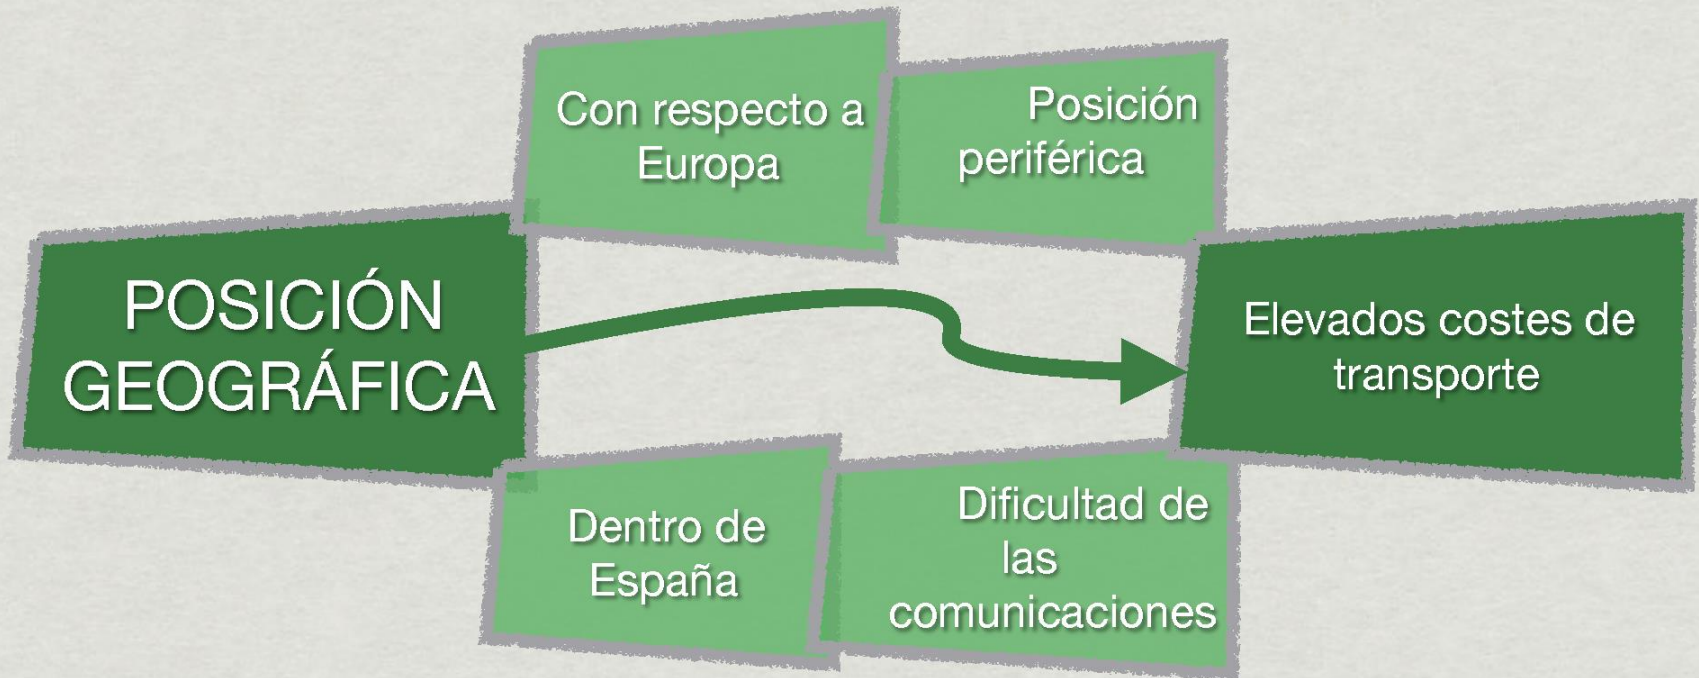 POSICIÓN
GEOGRÁFICA
Con respecto a
Europa
Posición
periférica
Elevados costes de
transporte
Dentro de
España
Dificultad de
las
comunicaciones